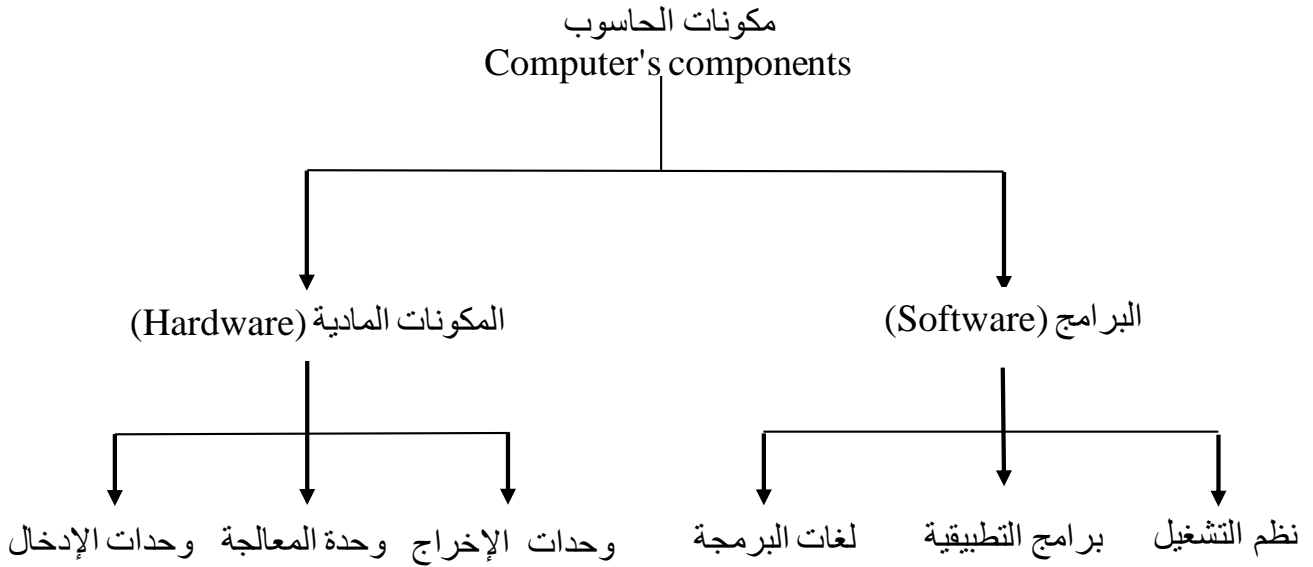 مكونات الحاسوب
Computer's components
البرامج (Software)
المكونات المادية (Hardware)
نظم التشغيل
برامج التطبيقية
لغات البرمجة
وحدات الإخراج
وحدة المعالجة
وحدات الإدخال